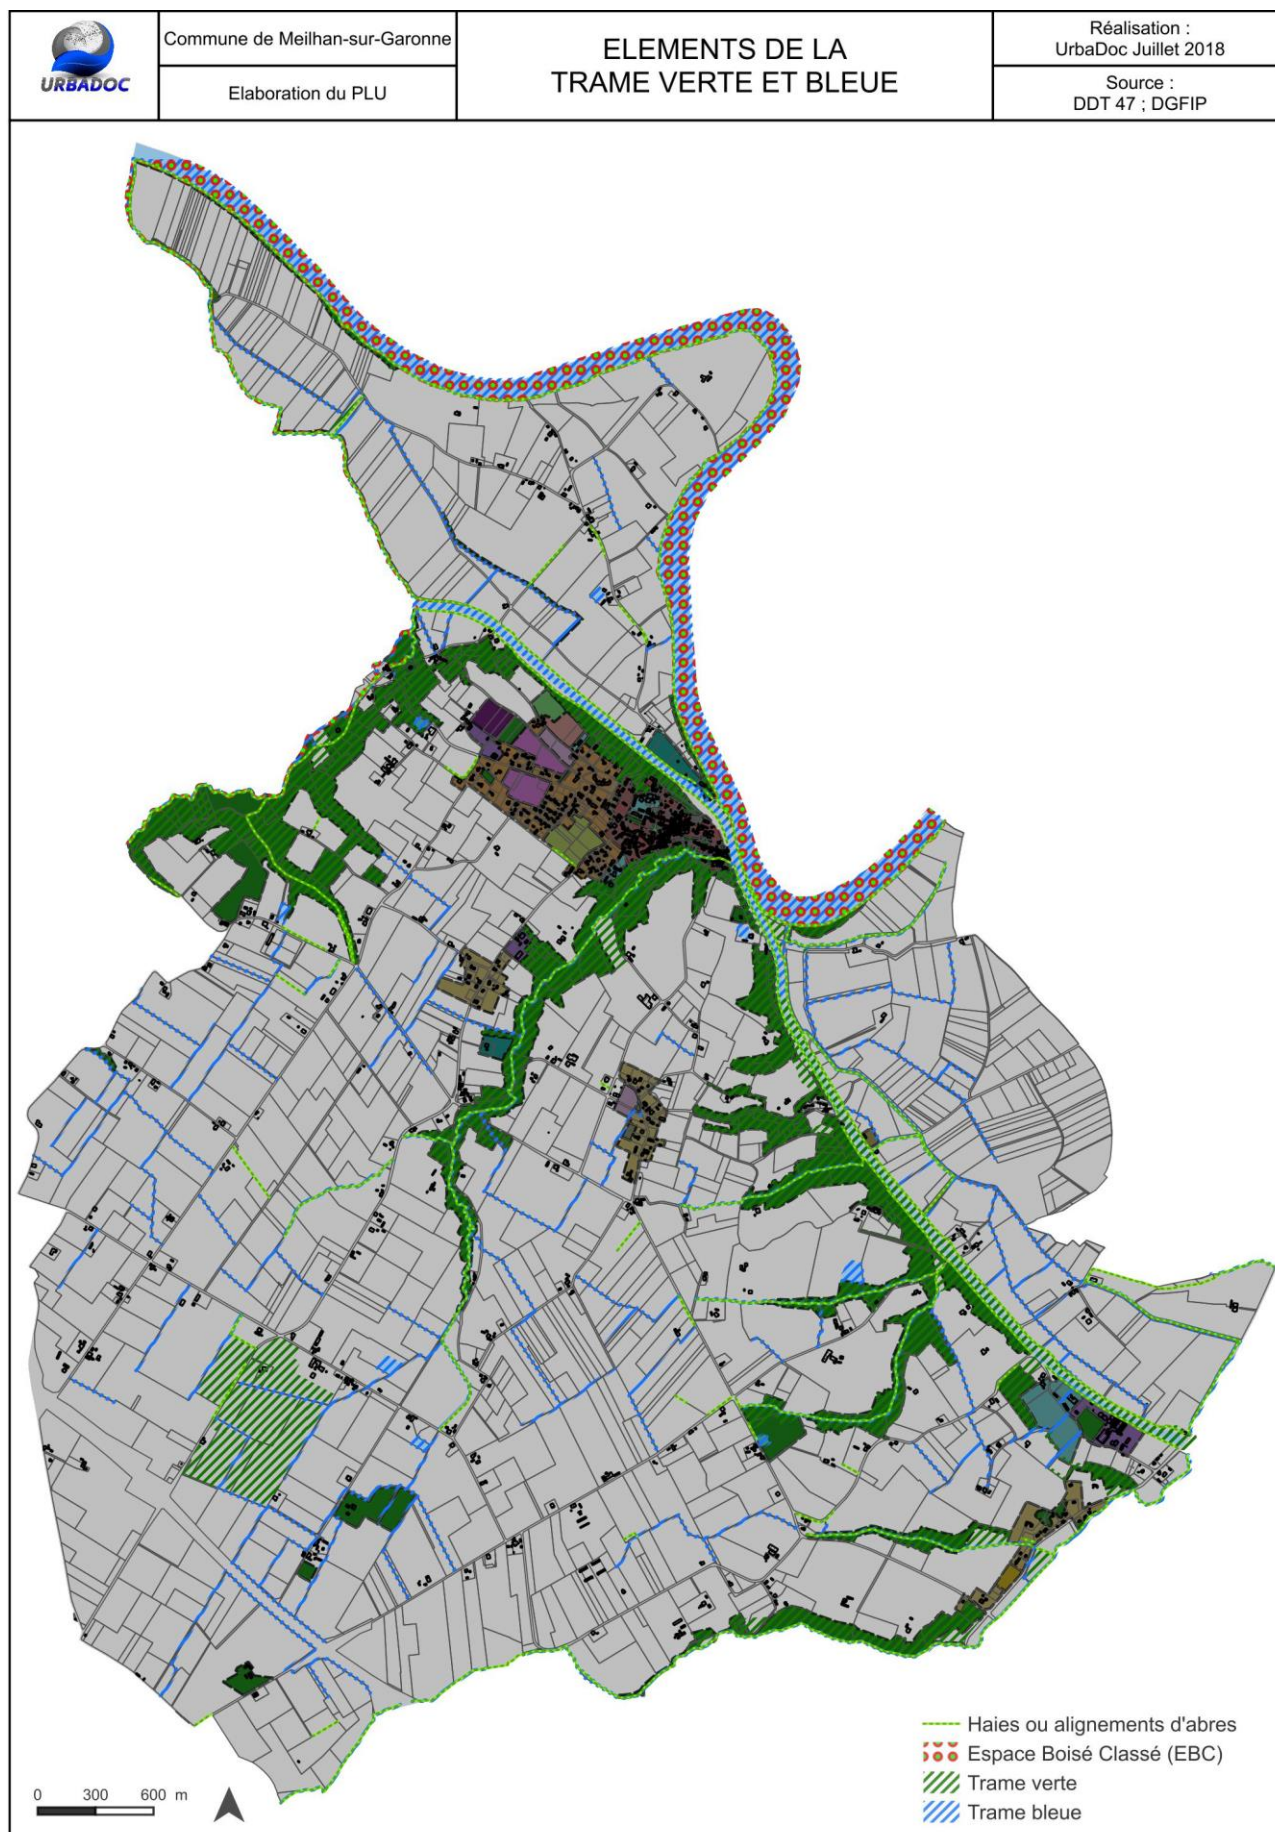 URBADOC
Commune de Meilhan-sur-Garonne
Elaboration du PLU
ELEMENTS DE LA
TRAME VERTE ET BLEUE
Réalisation :
UrbaDoc Juillet 2018
Source :
DDT 47 ; DGFIP
Haies ou alignements d'abres
Espace Boisé Classé (EBC)
Trame verte
Trame bleue
0 300 600 m